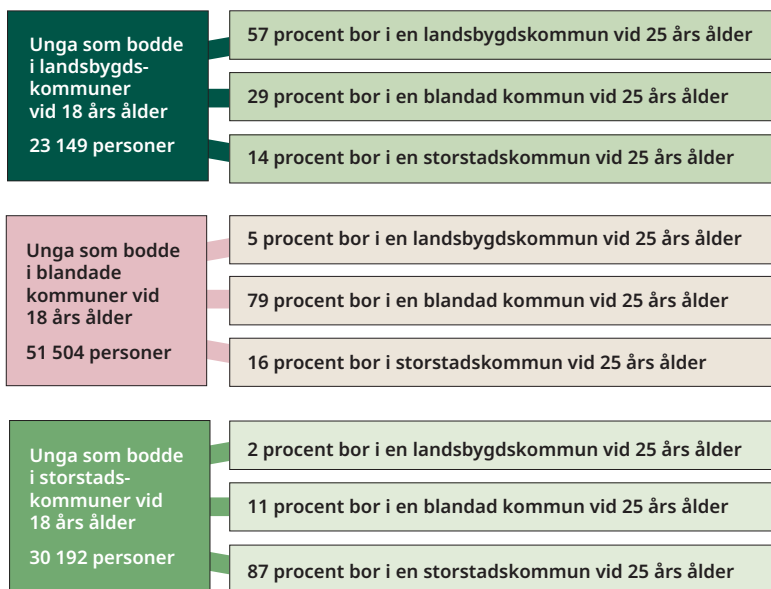 Unga som bodde
i landsbygds-
kommuner
vid 18 års ålder
23 149 personer
57 procent bor i en landsbygdskommun vid 25 års ålder
29 procent bor i en blandad kommun vid 25 års ålder
14 procent bor i en storstadskommun vid 25 års ålder
Unga som bodde
i blandade
kommuner vid
18 års ålder
51 504 personer
5 procent bor i en landsbygdskommun vid 25 års ålder
79 procent bor i en blandad kommun vid 25 års ålder
16 procent bor i storstadskommun vid 25 års ålder
Unga som bodde
i storstads-
kommuner vid
18 års ålder
30 192 personer
2 procent bor i en landsbygdskommun vid 25 års ålder
11 procent bor i en blandad kommun vid 25 års ålder
87 procent bor i en storstadskommun vid 25 års ålder